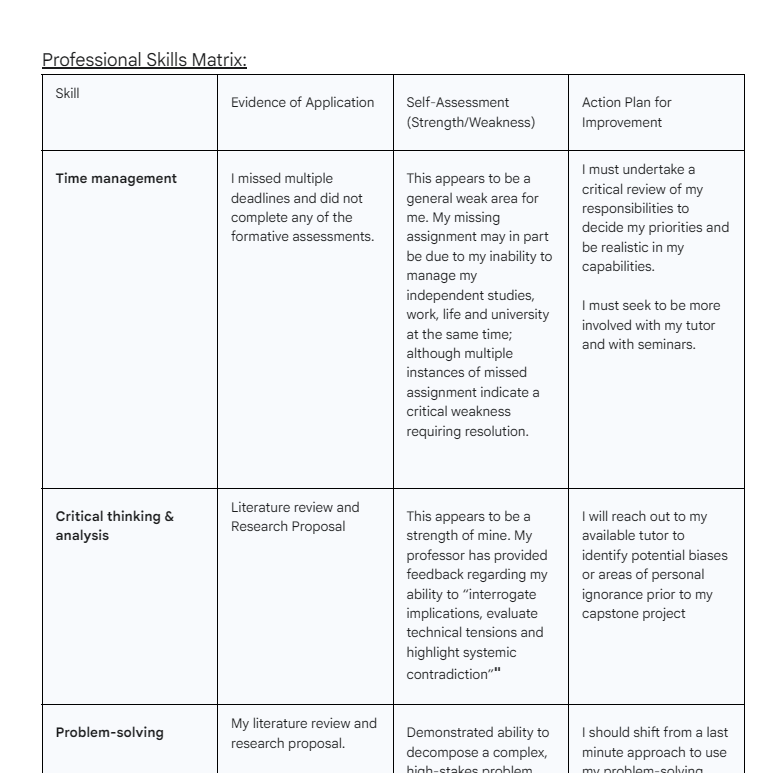 Professional Skills Matrix:
Skill
Evidence of Application
Self-Assessment
(Strength/Weakness)
Action Plan for
Improvement
Time management
I missed multiple
deadlines and did not
complete any of the
formative assessments.
This appears to be a
general weak area for
me. My missing
assignment may in part
be due to my inability to
manage my
independent studies,
work, life and university
at the same time;
although multiple
instances of missed
assignment indicate a
critical weakness
requiring resolution.
I must undertake a
critical review of my
responsibilities to
decide my priorities and
be realistic in my
capabilities.
I must seek to be more
involved with my tutor
and with seminars.
Critical thinking &
analysis
Literature review and
Research Proposal
This appears to be a
strength of mine. My
professor has provided
feedback regarding my
ability to “interrogate
implications, evaluate
technical tensions and
highlight systemic
contradiction”"
I will reach out to my
available tutor to
identify potential biases
or areas of personal
ignorance prior to my
capstone project
Problem-solving
My literature review and
research proposal.
Demonstrated ability to
decompose a complex,
high-stakes problem
I should shift from a last
minute approach to use
my problem-solving